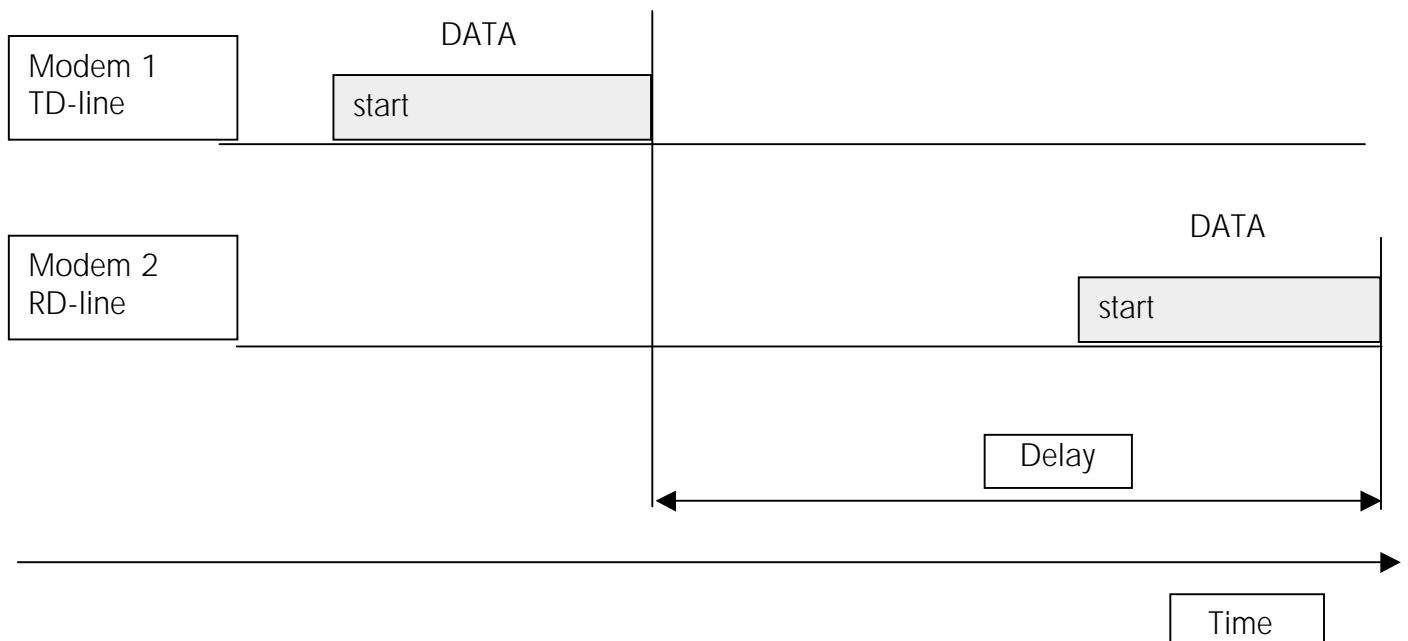 DATA
Modem 1
TD-line
start
DATA
Modem 2
RD-line
start
Delay
Time